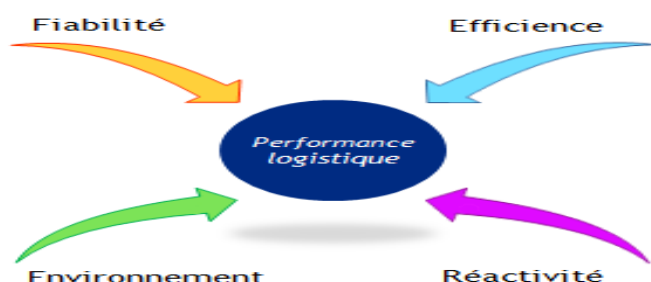 Fiabilité
Efficience
Performance
logistique
Environnement
Réactivité